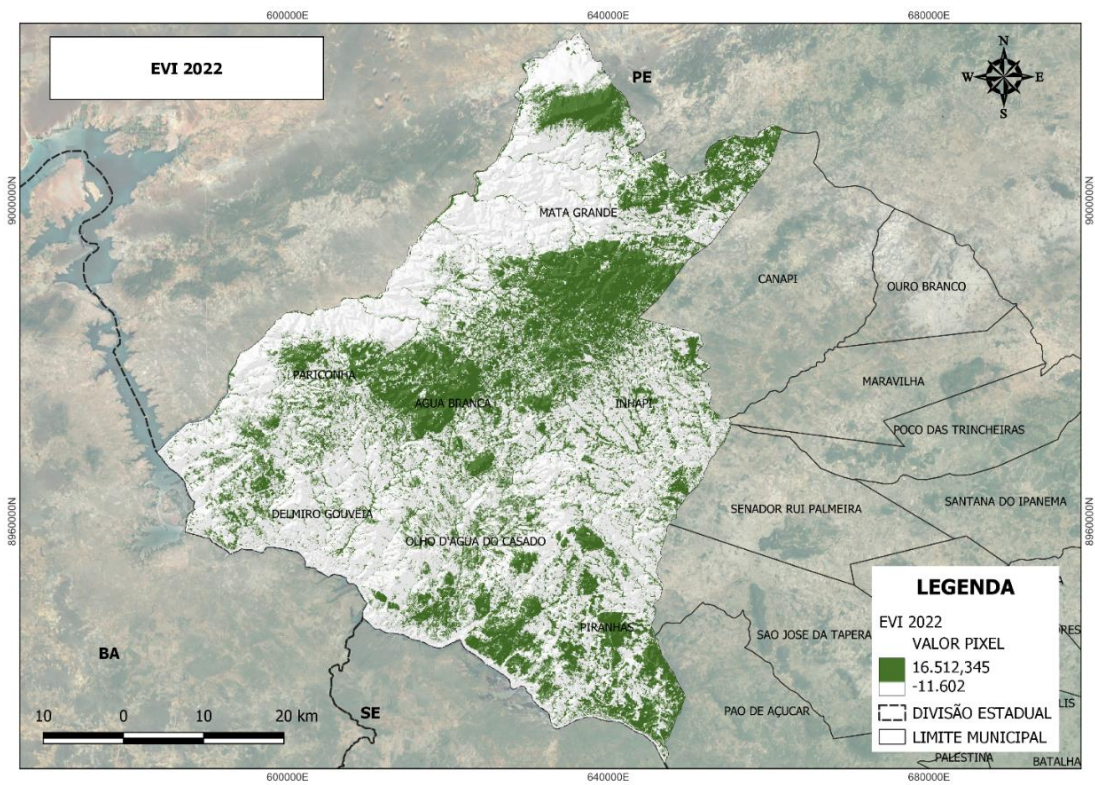 600000E
640000E
680000E
EVI 2022
PE
N
W
E
S
9000000N
9000000N
MATA GRANDE
CANAPI
OURO BRANCO
PARICONHA
MARAVILHA
AGUA BRANCA
INHAPI
POCO DAS TRINCHEIRAS
SANTANA DO IPANEMA
SENADOR RUI PALMEIRA
DELMIRO GOUVEIA
8960000N
8960000N
OLHO D'AGUA DO CASADO
LEGENDA
EVI 2022
VALOR PIXEL
16.512,345
-11.602
DIVISÃO ESTADUAL
LIMITE MUNICIPAL
PIRANHAS
SAO JOSE DA TAPERA
BA
SE
PAO DE AÇUCAR
10 0 10 20 km
PALESTINA
BATALHA
600000E
640000E
680000E